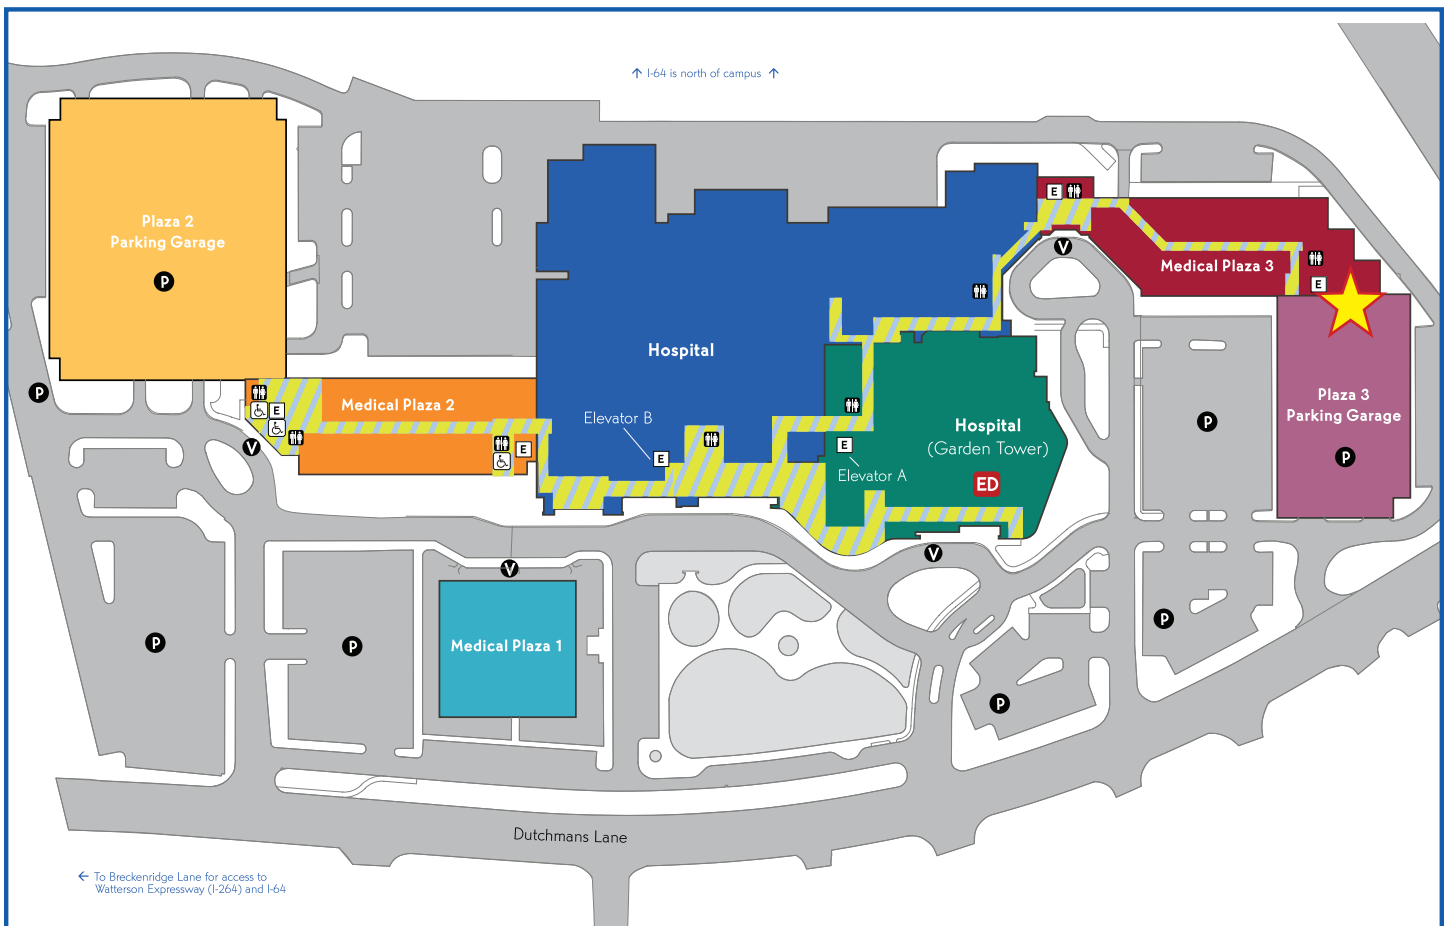 ↑ I-64 is north of campus ↑
Plaza 2
Parking Garage
P
E
V
Medical Plaza 3
E
Hospital
P
Medical Plaza 2
E
V
E
Elevator B
E
E
Elevator A
Hospital
(Garden Tower)
ED
Plaza 3
Parking Garage
P
P
V
V
Medical Plaza 1
P
P
P
P
Dutchmans Lane
← To Breckenridge Lane for access to
Watterson Expressway (I-264) and I-64